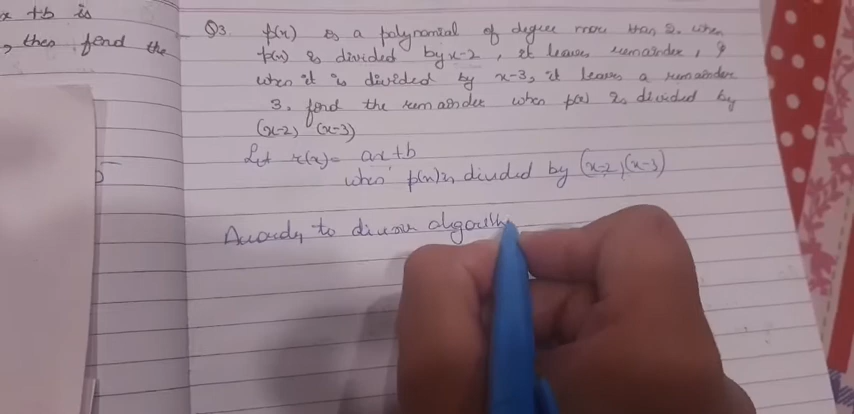 x +b is
, then fend the
Q3. p(x) is a polynomial of degree more than 2. when
p(x) is divided by x-2, it leaves remainder 1, &
when it is divided by x-3, it leaves a remainder
3. find the remainder when p(x) is divided by
(x-2) (x-3)
Let r(x)= ax+b
when p(x) is divided by (x-2)(x-3)
to division algorith